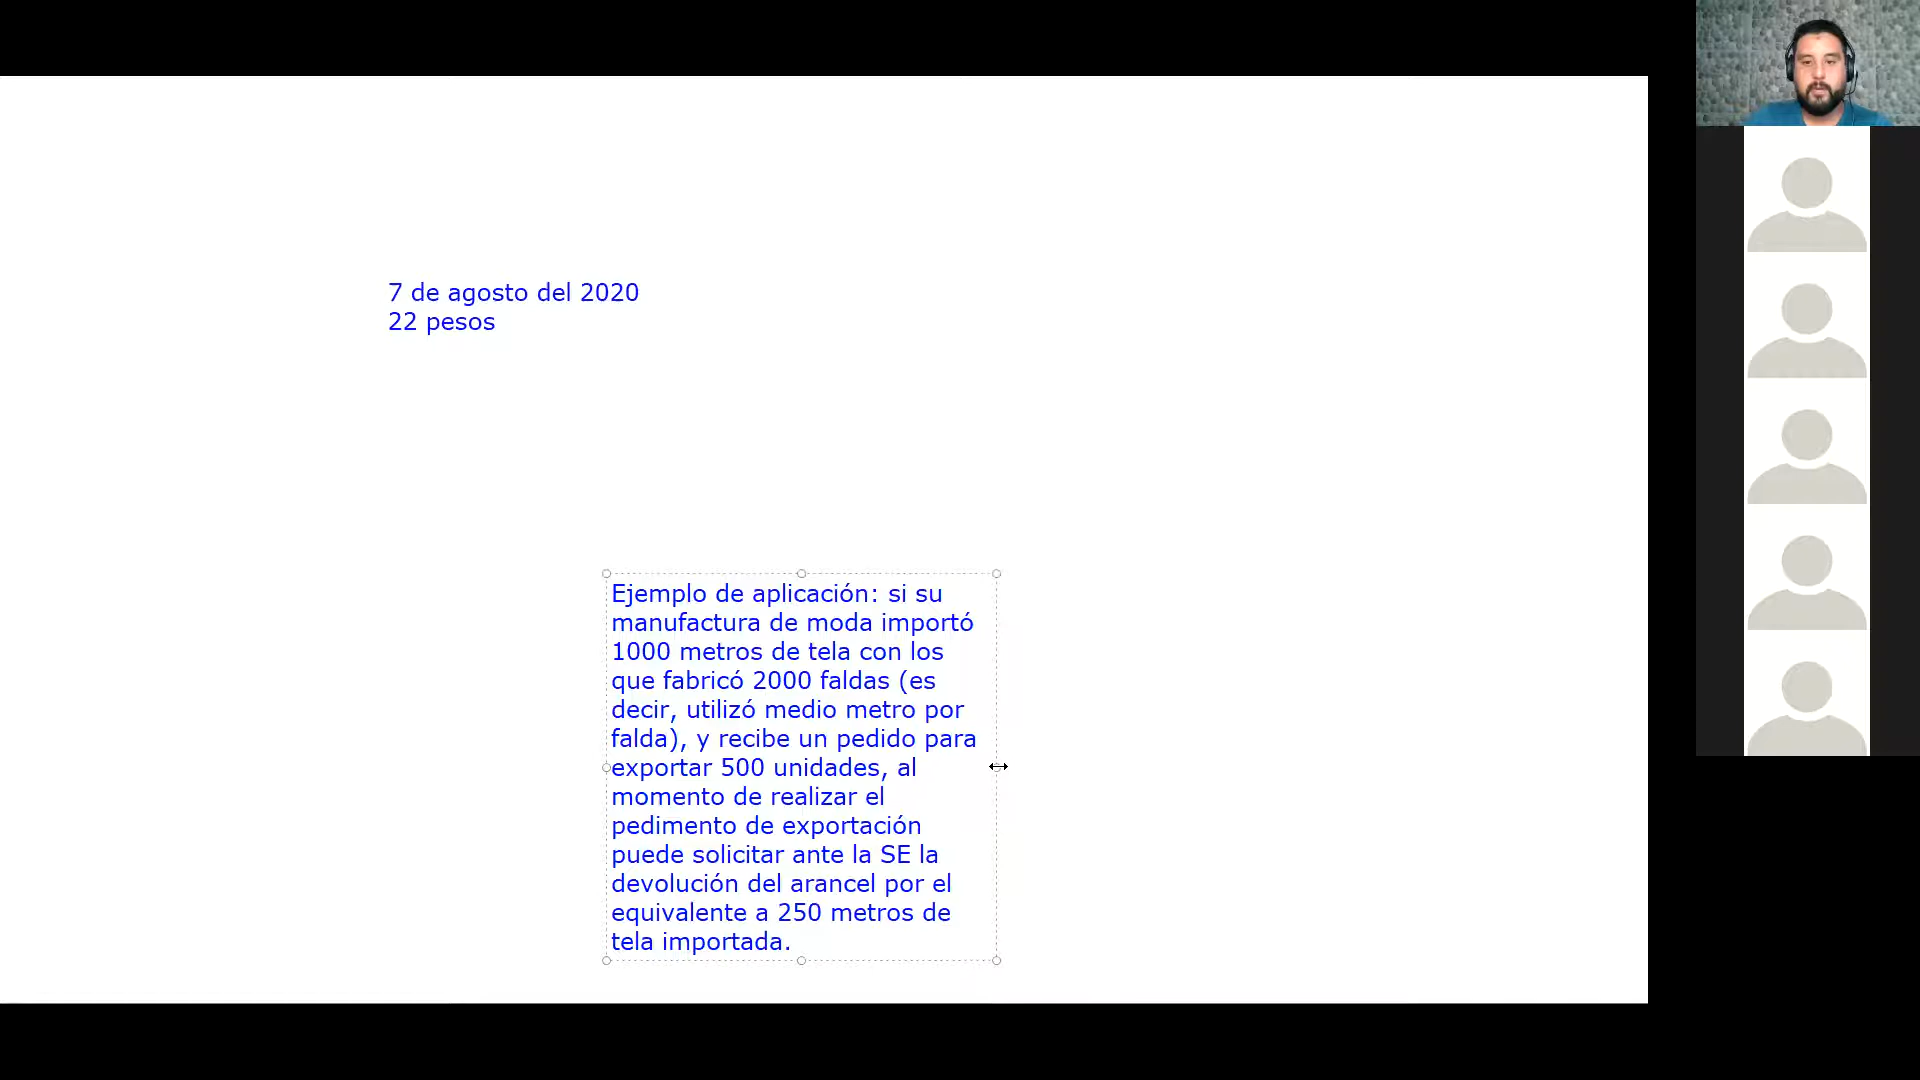 7 de agosto del 2020
22 pesos
Ejemplo de aplicación: si su
manufactura de moda importó
1000 metros de tela con los
que fabricó 2000 faldas (es
decir, utilizó medio metro por
falda), y recibe un pedido para
exportar 500 unidades, al
momento de realizar el
pedimento de exportación
puede solicitar ante la SE la
devolución del arancel por el
equivalente a 250 metros de
tela importada.